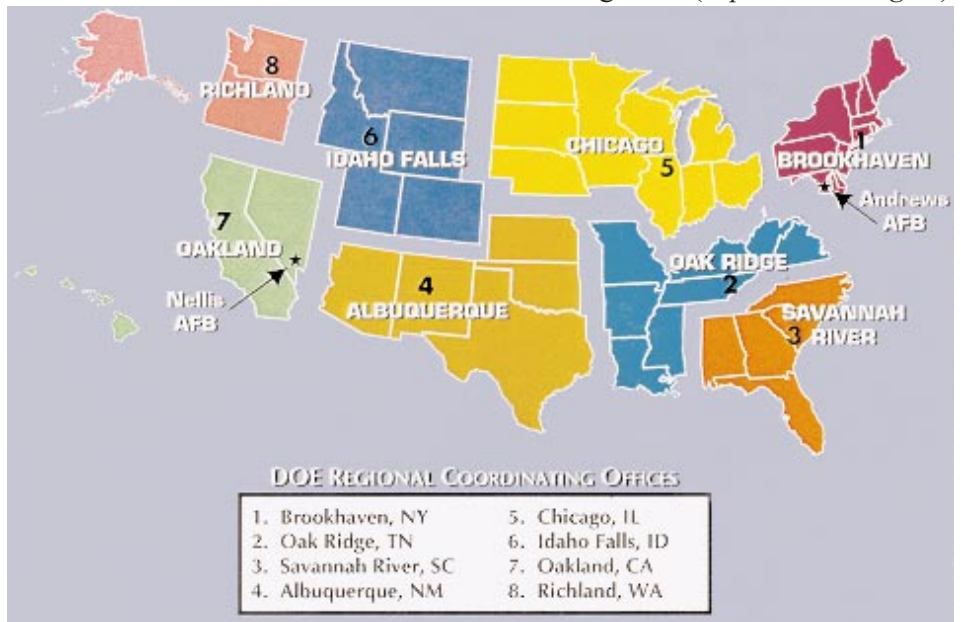 8
RICHLAND
6
IDAHO FALLS
CHICAGO
5
1
BROOKHAVEN
Andrews
AFB
7
OAKLAND
Nellis
AFB
4
ALBUQUERQUE
OAK RIDGE
2
SAVANNAH
3 RIVER
DOE REGIONAL COORDINATING OFFICES
1. Brookhaven, NY
2. Oak Ridge, TN
3. Savannah River, SC
4. Albuquerque, NM
5. Chicago, IL
6. Idaho Falls, ID
7. Oakland, CA
8. Richland, WA